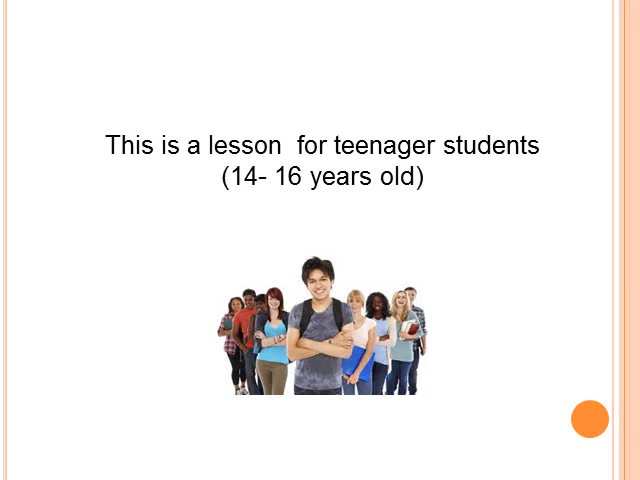 This is a lesson  for teenager students
(14- 16 years old)